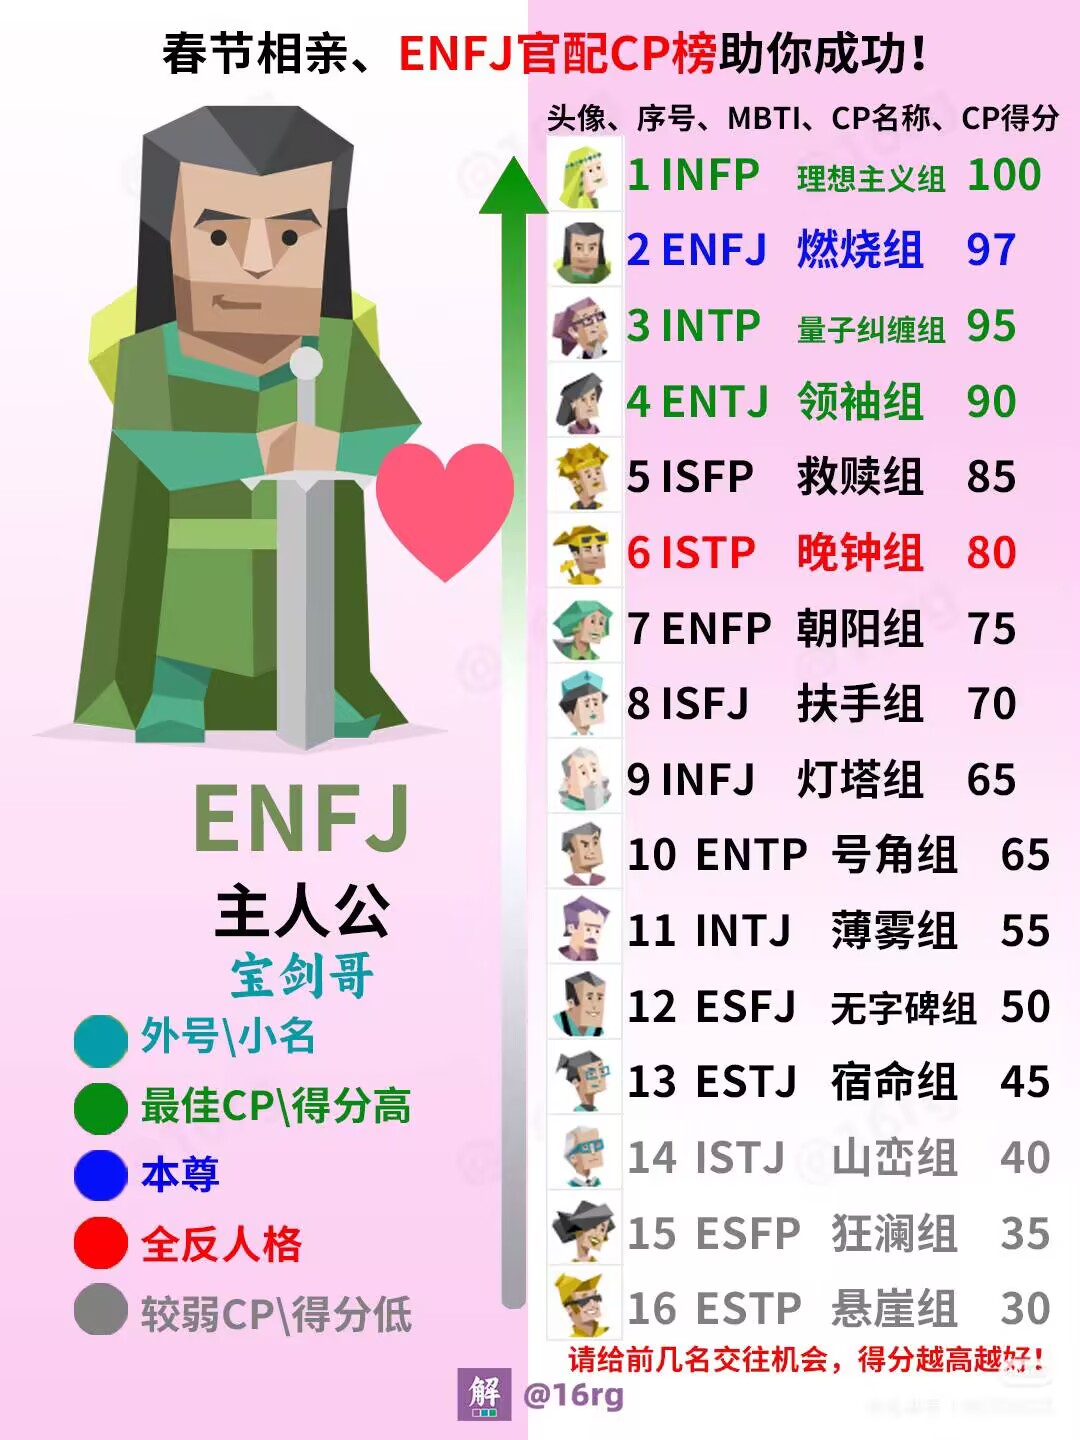 春节相亲、ENFJ官配CP榜助你成功！
头像、序号、MBTI、CP名称、CP得分
1 INFP 理想主义组 100
2 ENFJ 燃烧组 97
3 INTP 量子纠缠组 95
4 ENTJ 领袖组 90
5 ISFP 救赎组 85
6 ISTP 晚钟组 80
7 ENFP 朝阳组 75
8 ISFJ 扶手组 70
9 INFJ 灯塔组 65
10 ENTP 号角组 65
11 INTJ 薄雾组 55
12 ESFJ 无字碑组 50
13 ESTJ 宿命组 45
14 ISTJ 山峦组 40
15 ESFP 狂澜组 35
16 ESTP 悬崖组 30
请给前几名交往机会，得分越高越好！
ENFJ
主人公
宝剑哥
外号\小名
最佳CP\得分高
本尊
全反人格
较弱CP\得分低
解 @16rg